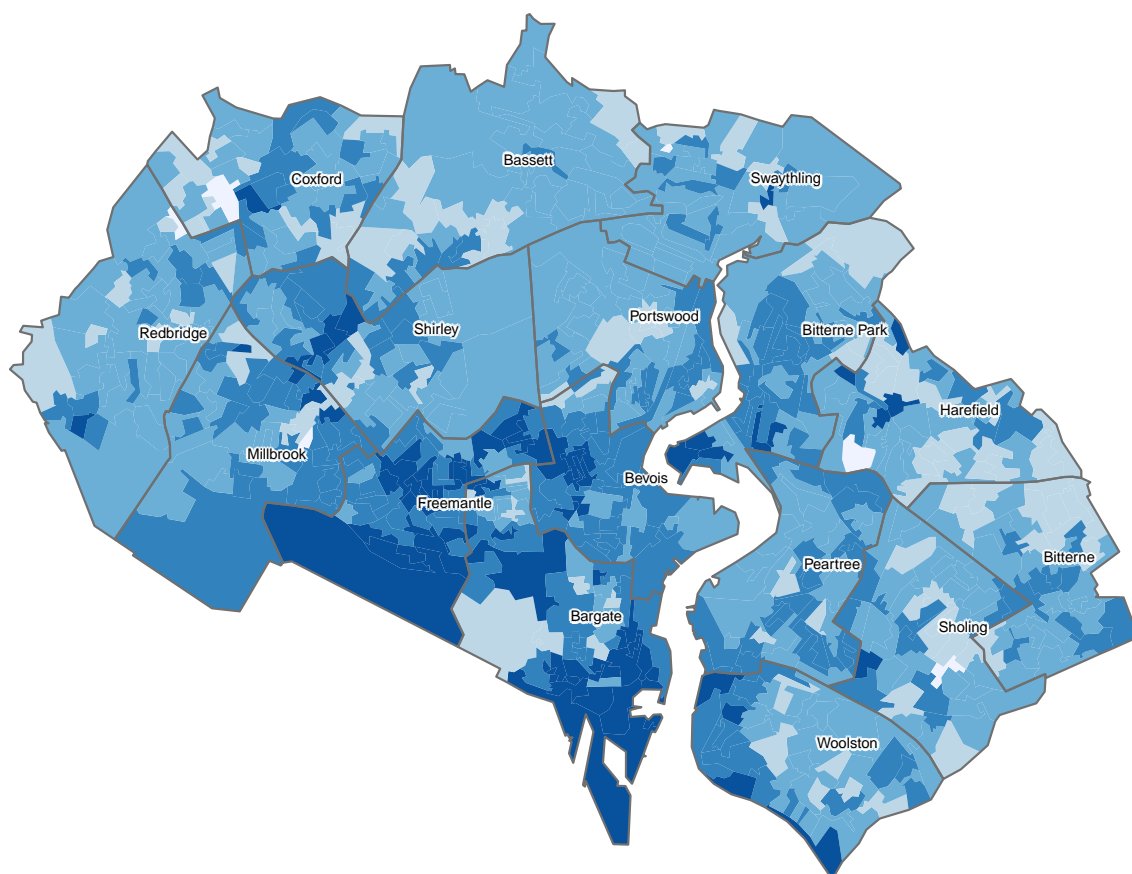 Bassett
Coxford
Swaythling
Portswood
Shirley
Bitterne Park
Redbridge
Harefield
Millbrook
Bevois
Freemantle
Bitterne
Peartree
Bargate
Sholing
Woolston